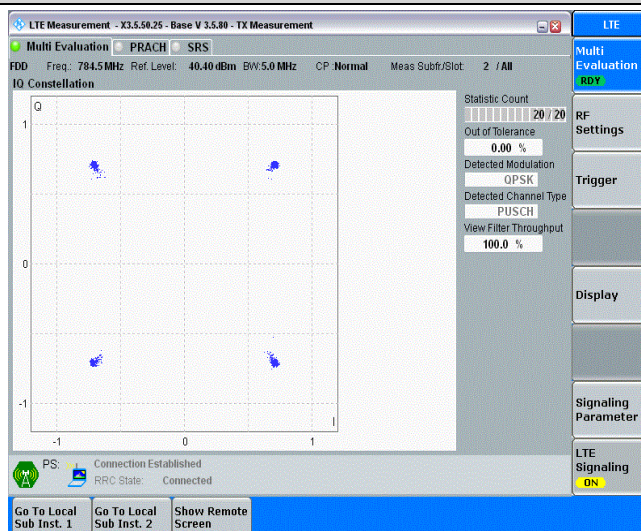 LTE Measurement - X3.5.50.25 - Base V 3.5.80 - TX Measurement
LTE
Multi Evaluation PRACH SRS
FDD Freq.: 784.5 MHz Ref. Level: 40.40 dBm BW: 5.0 MHz CP :Normal Meas Subfr./Slot: 2 / All
IQ Constellation
Q
1
0
-1
I
-1 0 1
Statistic Count
20 / 20
Out of Tolerance
0.00 %
Detected Modulation
QPSK
Detected Channel Type
PUSCH
View Filter Throughput
100.0 %
PS: Connection Established
RRC State: Connected
Multi
Evaluation
RDY
RF
Settings
Trigger
Display
Signaling
Parameter
LTE
Signaling
ON
Go To Local
Sub Inst. 1
Go To Local
Sub Inst. 2
Show Remote
Screen